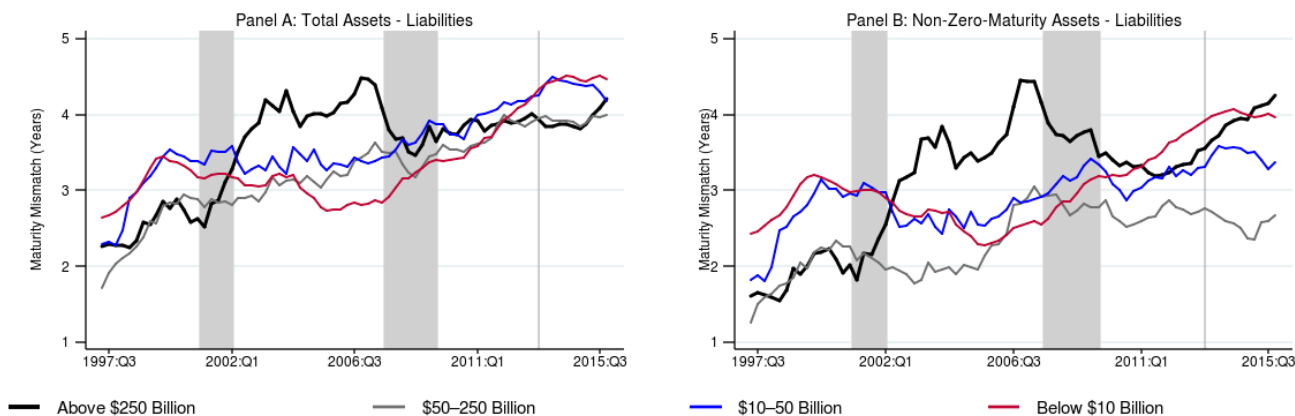 Panel A: Total Assets - Liabilities
Maturity Mismatch (Years)
5
4
3
2
1
1997:Q3 2002:Q1 2006:Q3 2011:Q1 2015:Q3
Panel B: Non-Zero-Maturity Assets - Liabilities
Maturity Mismatch (Years)
5
4
3
2
1
1997:Q3 2002:Q1 2006:Q3 2011:Q1 2015:Q3
Above $250 Billion $50–250 Billion $10–50 Billion Below $10 Billion